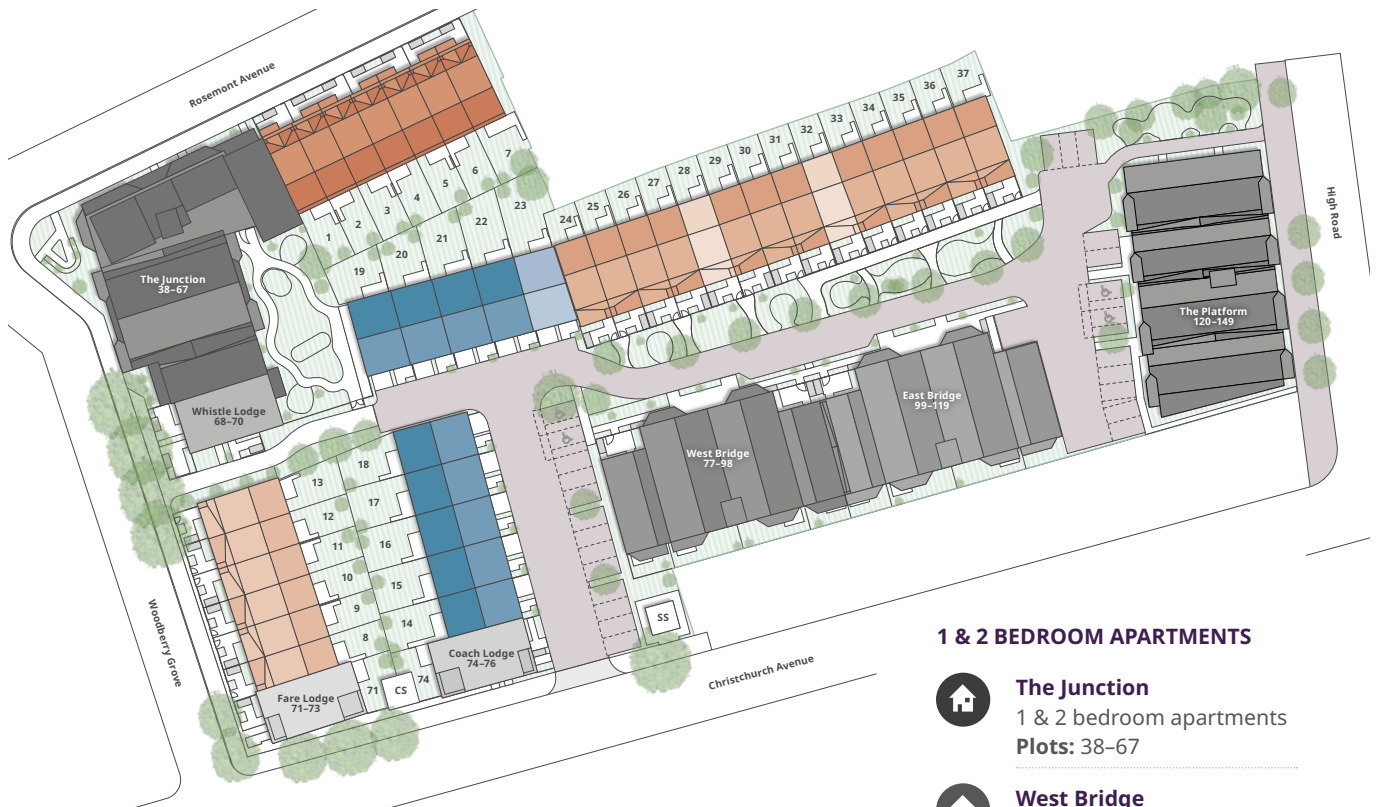 Rosemont Avenue
37
36
35
34
33
32
31
30
29
28
27
26
25
24
7
6
5
4
3
2
1
23
22
21
20
19
High Road
The Junction
38–67
The Platform
120–149
Whistle Lodge
68–70
East Bridge
99–119
West Bridge
77–98
18
13
17
12
16
11
10
15
9
14
8
74
71
CS
SS
Woodberry Grove
Coach Lodge
74–76
Fare Lodge
71–73
Christchurch Avenue
1 & 2 BEDROOM APARTMENTS
The Junction
1 & 2 bedroom apartments
Plots: 38–67
West Bridge